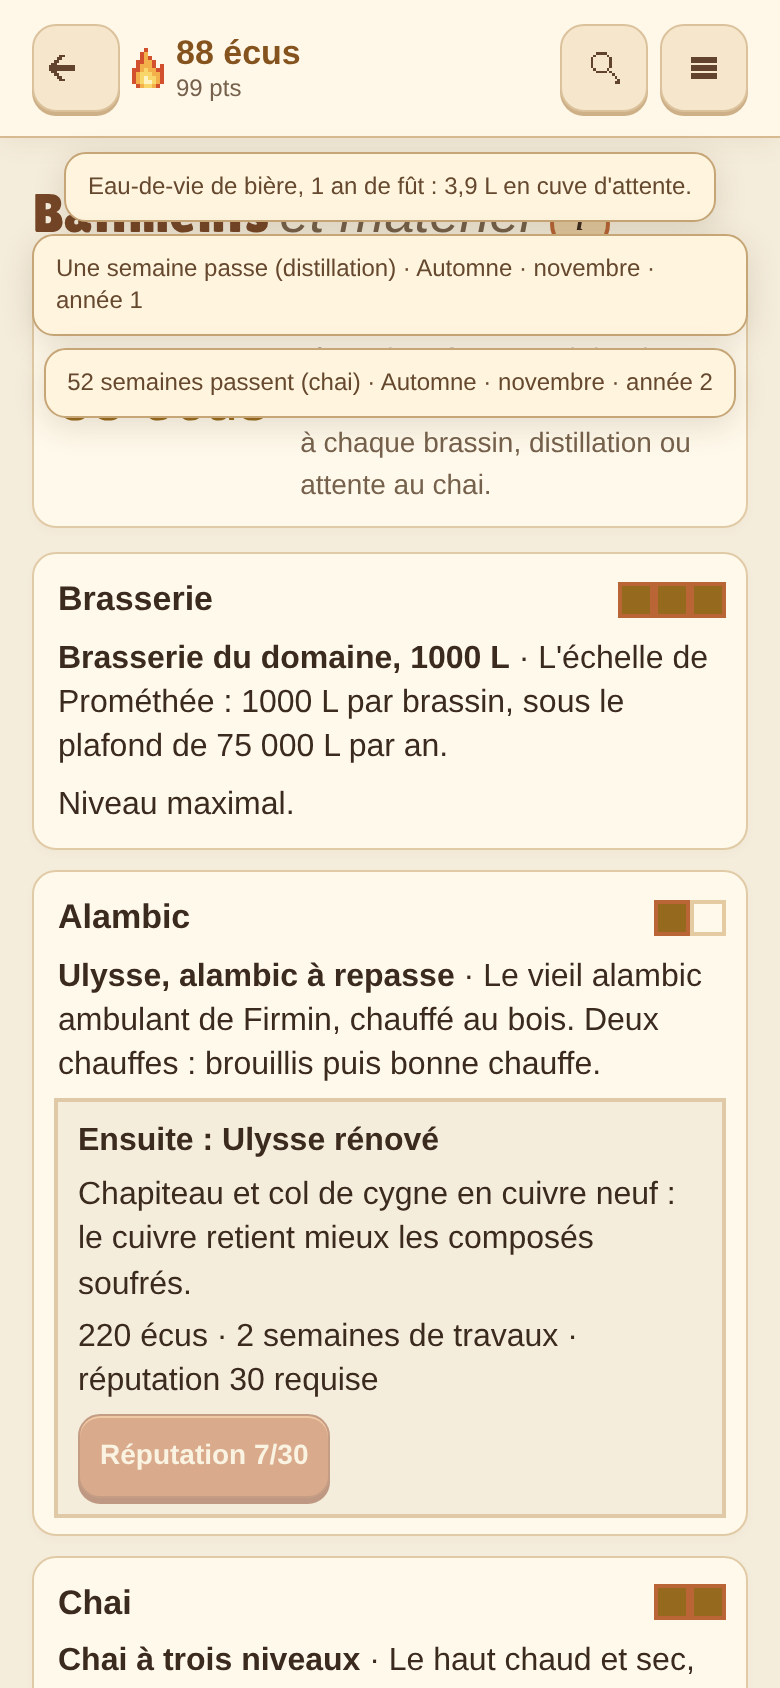 88 écus
99 pts
Eau-de-vie de bière, 1 an de fût : 3,9 L en cuve d'attente.
et matériel
Une semaine passe (distillation) · Automne · novembre ·
année 1
52 semaines passent (chai) · Automne · novembre · année 2
à chaque brassin, distillation ou
attente au chai.
Brasserie
Brasserie du domaine, 1000 L · L'échelle de
Prométhée : 1000 L par brassin, sous le
plafond de 75 000 L par an.
Niveau maximal.
Alambic
Ulysse, alambic à repasse · Le vieil alambic
ambulant de Firmin, chauffé au bois. Deux
chauffes : brouillis puis bonne chauffe.
Ensuite : Ulysse rénové
Chapiteau et col de cygne en cuivre neuf :
le cuivre retient mieux les composés
soufrés.
220 écus · 2 semaines de travaux ·
réputation 30 requise
Réputation 7/30
Chai
Chai à trois niveaux · Le haut chaud et sec,